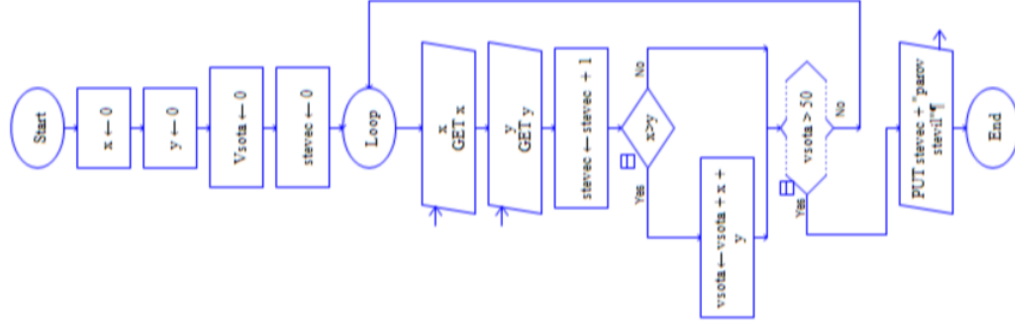 Start
x ← 0
y ← 0
Vsota ← 0
stevec ← 0
Loop
x
GET x
y
GET y
stevec ← stevec + 1
x>y
Yes
No
vsota ← vsota + x +
y
vsota > 50
Yes
No
PUT stevec + " parov
stevil"¶
End